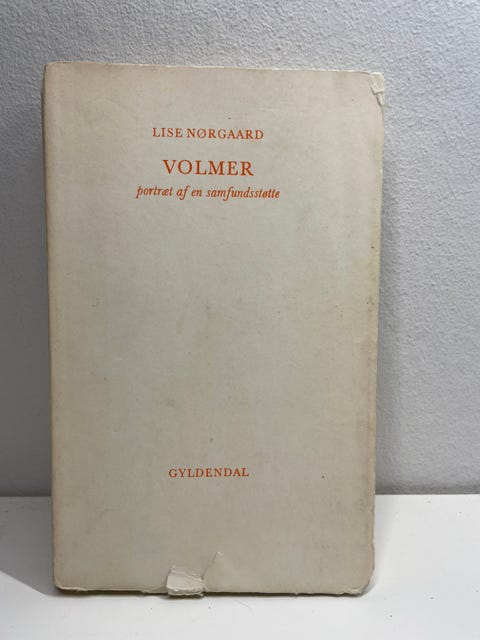 LISE NØRGAARD
VOLMER
portræt af en samfundsstøtte
GYLDENDAL